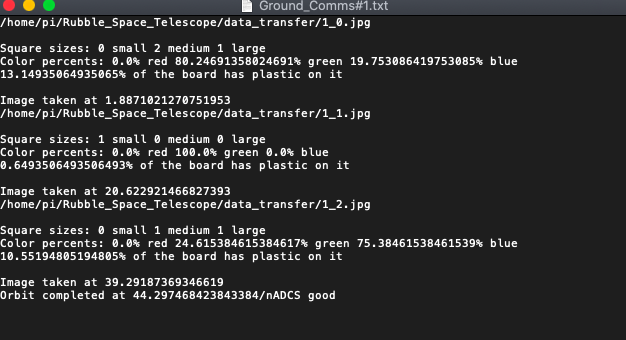 Ground_Comms#1.txt
/home/pi/Rubble_Space_Telescope/data_transfer/1_0.jpg
Square sizes: 0 small 2 medium 1 large
Color percents: 0.0% red 80.24691358024691% green 19.753086419753085% blue
13.14935064935065% of the board has plastic on it
Image taken at 1.8871021270751953
/home/pi/Rubble_Space_Telescope/data_transfer/1_1.jpg
Square sizes: 1 small 0 medium 0 large
Color percents: 0.0% red 100.0% green 0.0% blue
0.6493506493506493% of the board has plastic on it
Image taken at 20.622921466827393
/home/pi/Rubble_Space_Telescope/data_transfer/1_2.jpg
Square sizes: 0 small 1 medium 1 large
Color percents: 0.0% red 24.615384615384617% green 75.38461538461539% blue
10.55194805194805% of the board has plastic on it
Image taken at 39.29187369346619
Orbit completed at 44.297468423843384/nADCS good